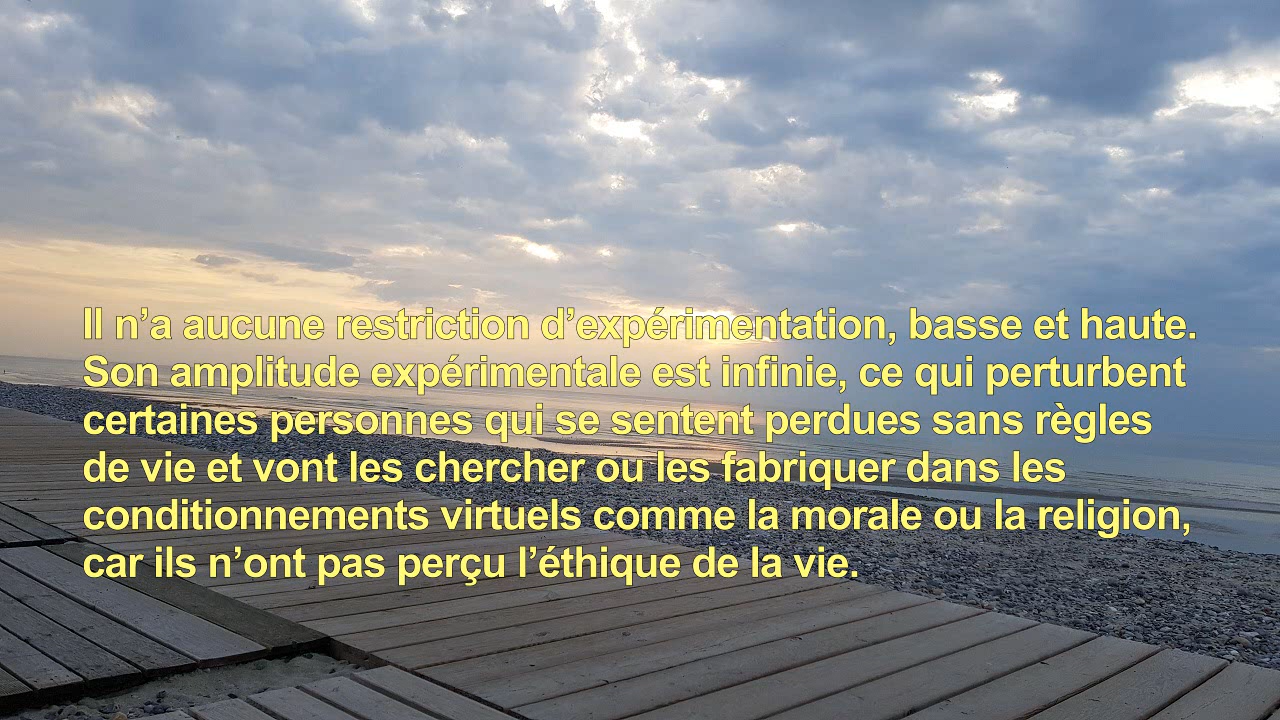 Il n’a aucune restriction d’expérimentation, basse et haute.
Son amplitude expérimentale est infinie, ce qui perturbent
certaines personnes qui se sentent perdues sans règles
de vie et vont les chercher ou les fabriquer dans les
conditionnements virtuels comme la morale ou la religion,
car ils n’ont pas perçu l’éthique de la vie.